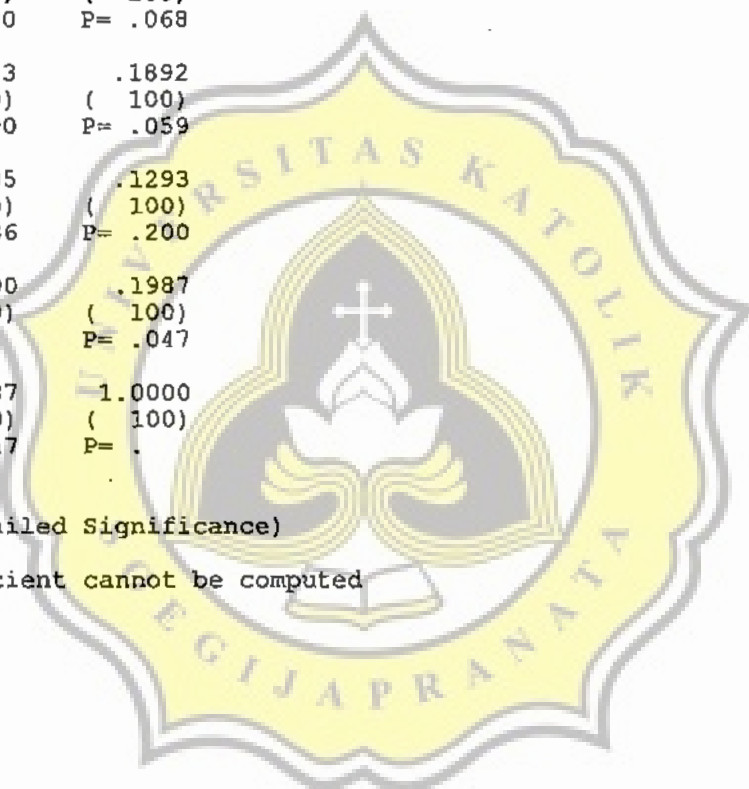 0 P= .068
3 .1892
) ( 100)
0 P= .059
5 .1293
) ( 100)
6 P= .200
0 .1987
) ( 100)
P= .047
7 1.0000
) ( 100)
7 P= .
iled Significance)
cient cannot be computed
UNIVERSITAS KATOLIK
SOEGIJAPRANATA